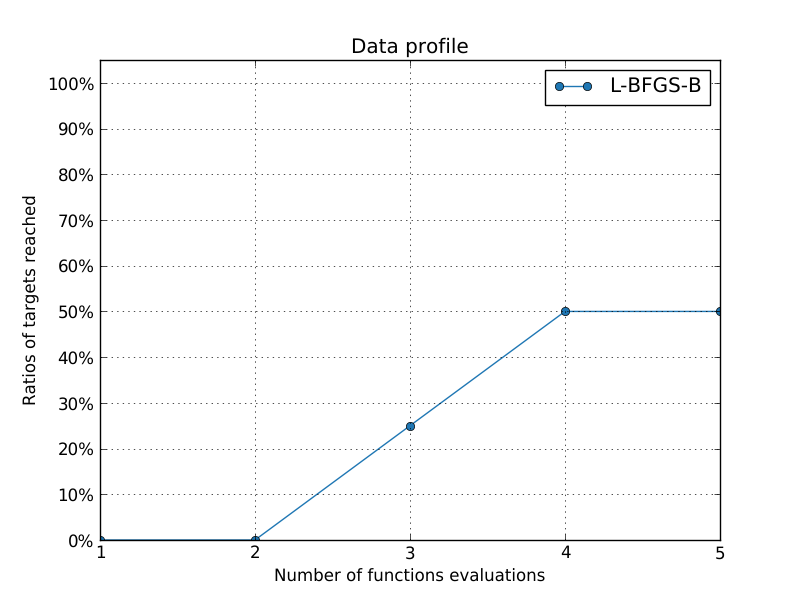 Data profile
L-BFGS-B
Ratios of targets reached
100%
90%
80%
70%
60%
50%
40%
30%
20%
10%
0%
1 2 3 4 5
Number of functions evaluations